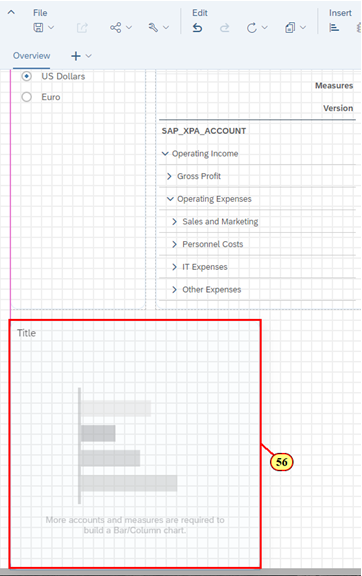 File Edit Insert
Overview
US Dollars
Euro
Measures
Version
SAP_XPA_ACCOUNT
Operating Income
Gross Profit
Operating Expenses
Sales and Marketing
Personnel Costs
IT Expenses
Other Expenses
Title
56
More accounts and measures are required to
build a Bar/Column chart.